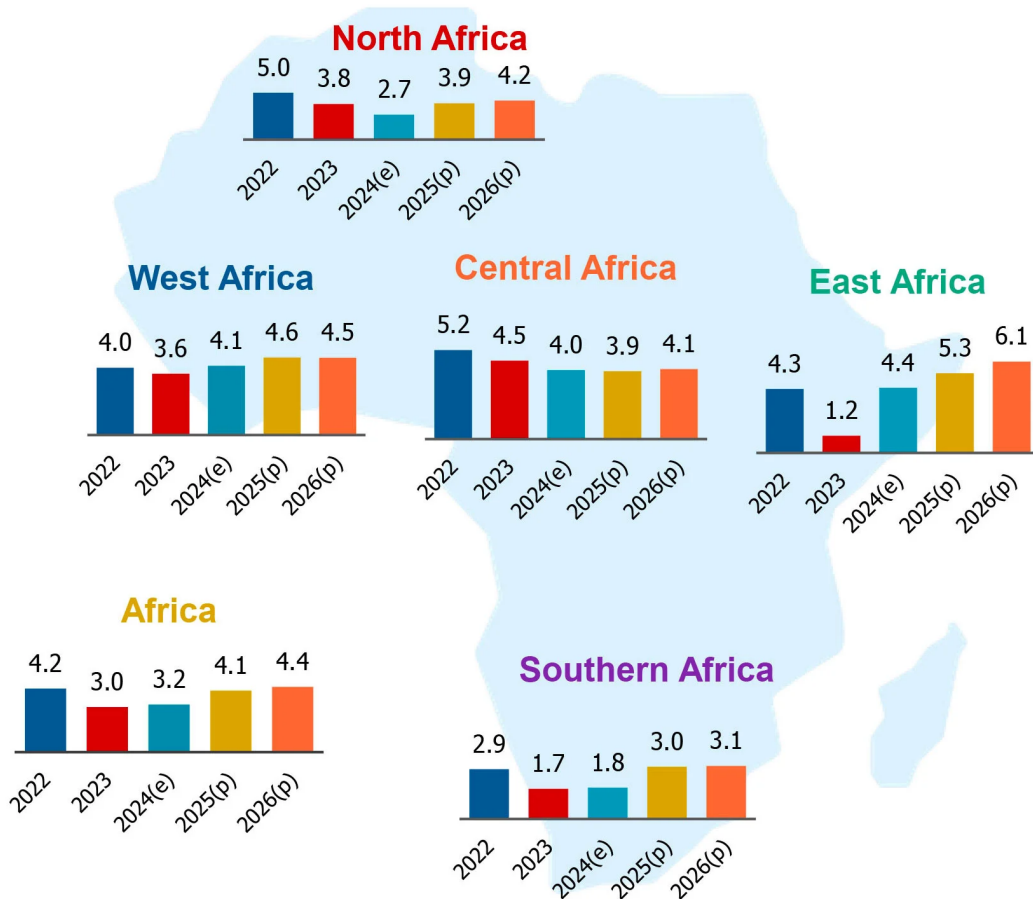 North Africa
5.0 3.8 2.7 3.9 4.2
2022 2023 2024(e) 2025(p) 2026(p)
West Africa
4.0 3.6 4.1 4.6 4.5
2022 2023 2024(e) 2025(p) 2026(p)
Central Africa
5.2 4.5 4.0 3.9 4.1
2022 2023 2024(e) 2025(p) 2026(p)
East Africa
4.3 1.2 4.4 5.3 6.1
2022 2023 2024(e) 2025(p) 2026(p)
Africa
4.2 3.0 3.2 4.1 4.4
2022 2023 2024(e) 2025(p) 2026(p)
Southern Africa
2.9 1.7 1.8 3.0 3.1
2022 2023 2024(e) 2025(p) 2026(p)